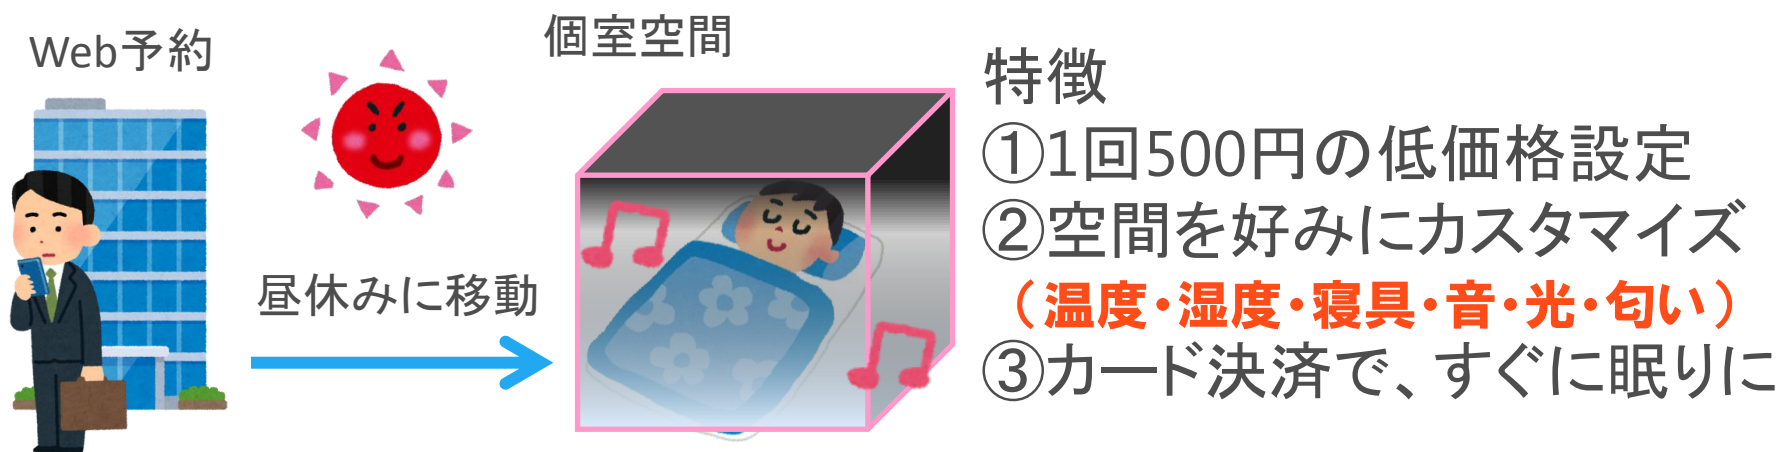 Web予約
個室空間
昼休みに移動
特徴
①1回500円の低価格設定
②空間を好みにカスタマイズ
（温度・湿度・寝具・音・光・匂い）
③カード決済で、すぐに眠りに